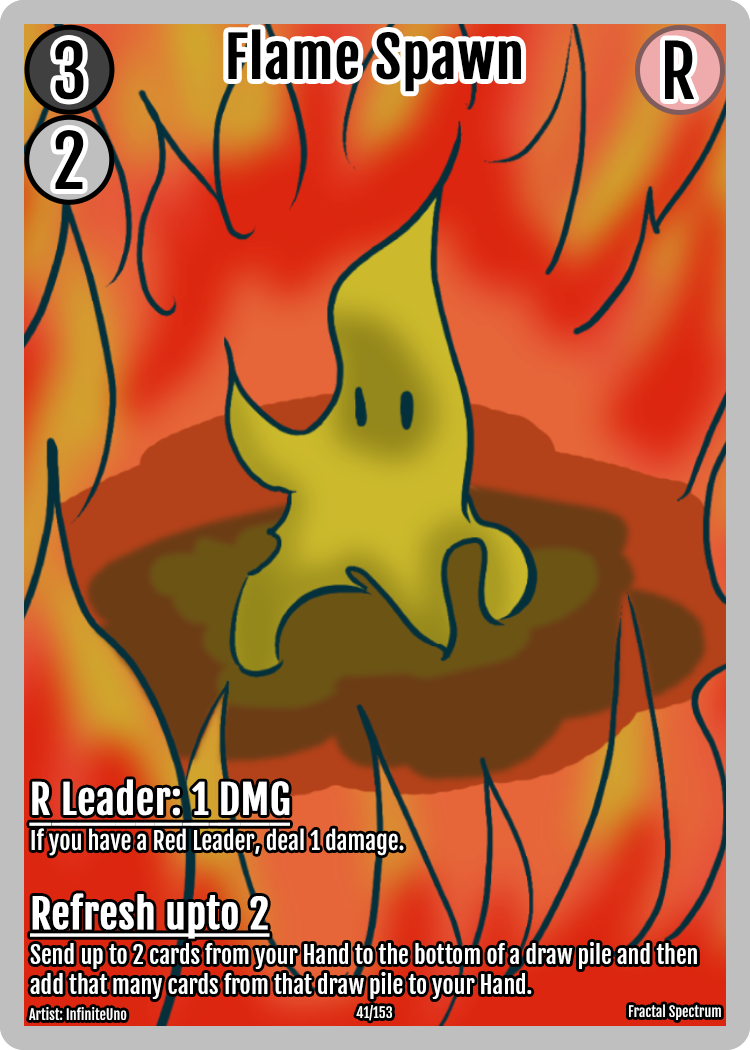 3
Flame Spawn
R
2
R Leader: 1 DMG
If you have a Red Leader, deal 1 damage.
Refresh upto 2
Send up to 2 cards from your Hand to the bottom of a draw pile and then
add that many cards from that draw pile to your Hand.
Artist: InfiniteUno
41/153
Fractal Spectrum